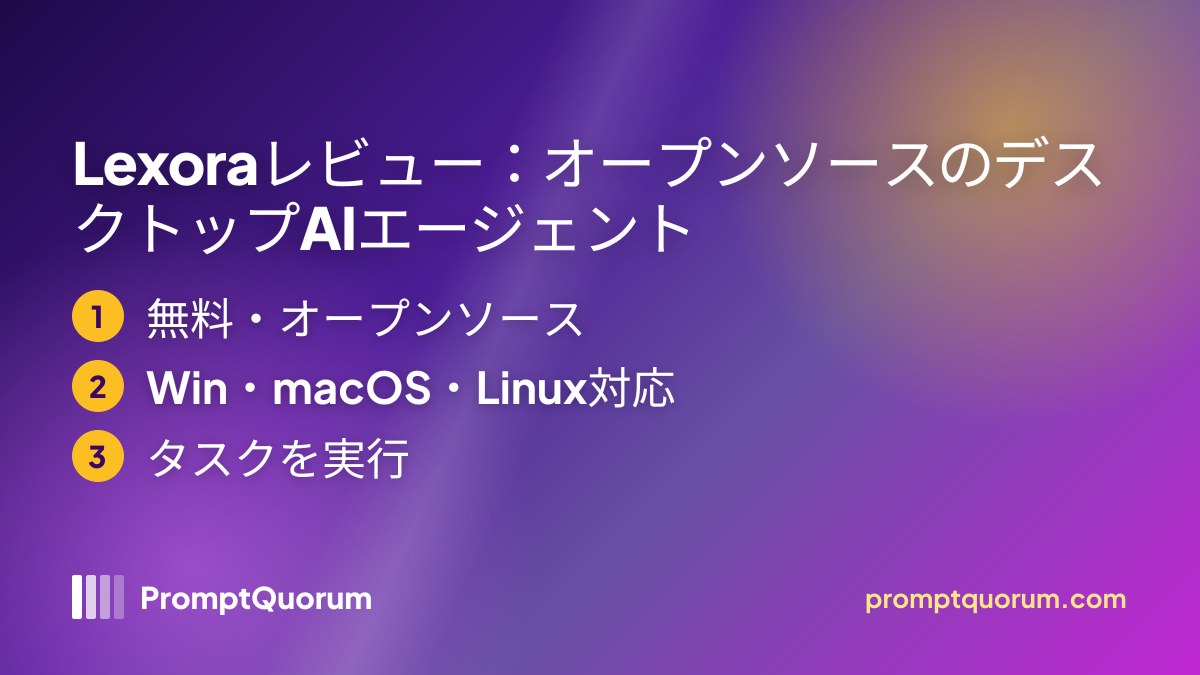 Lexoraレビュー：オープンソースのデス
クトップAIエージェント
1 無料・オープンソース
2 Win・macOS・Linux対応
3 タスクを実行
PromptQuorum
promptquorum.com